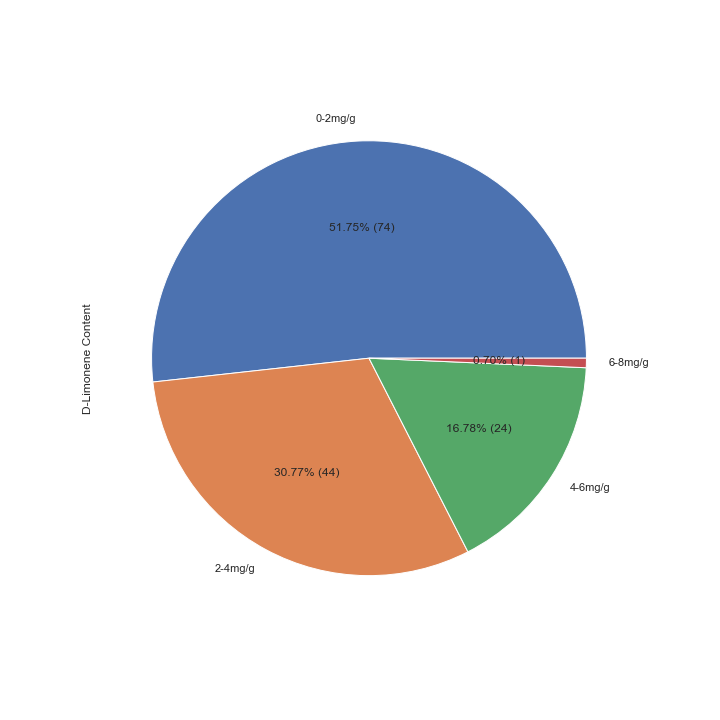 0-2mg/g
51.75% (74)
D-Limonene Content
0.70% (1)
6-8mg/g
16.78% (24)
30.77% (44)
4-6mg/g
2-4mg/g